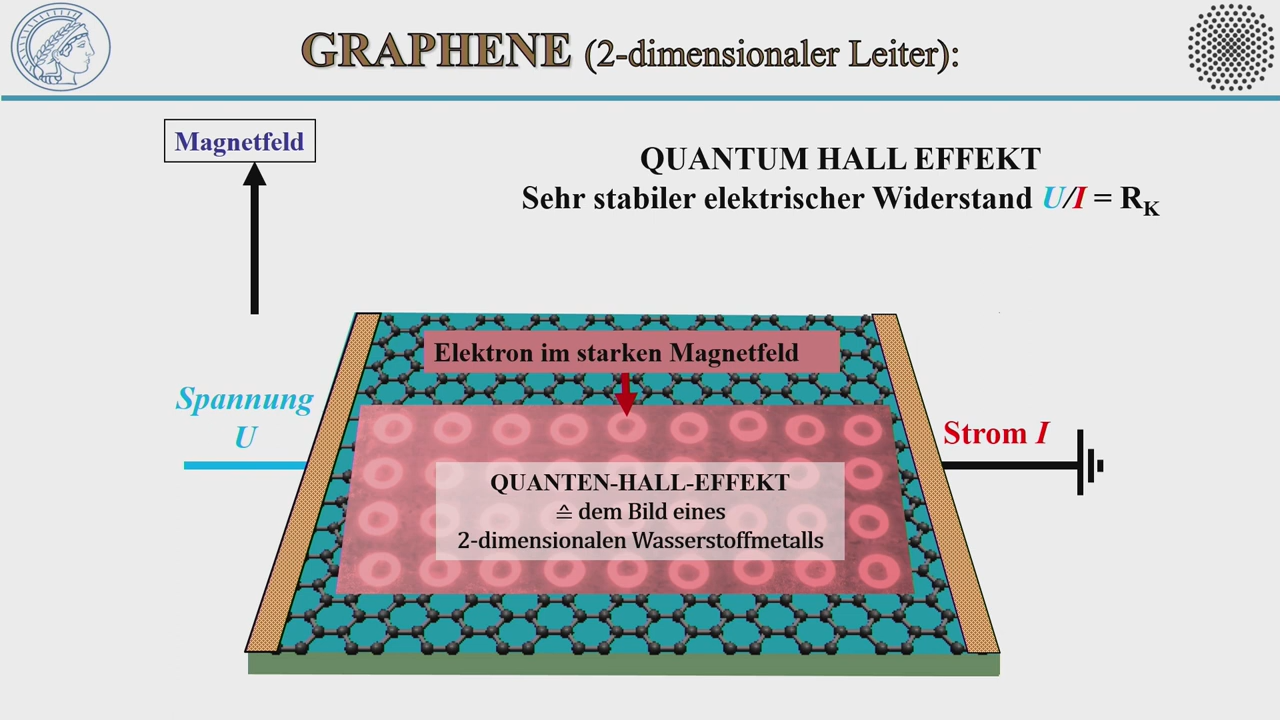 GRAPHENE (2-dimensionaler Leiter):
Magnetfeld
QUANTUM HALL EFFEKT
Sehr stabiler elektrischer Widerstand U/I = R_K
Elektron im starken Magnetfeld
Spannung
U
Strom I
QUANTEN-HALL-EFFEKT
≙ dem Bild eines
2-dimensionalen Wasserstoffmetalls